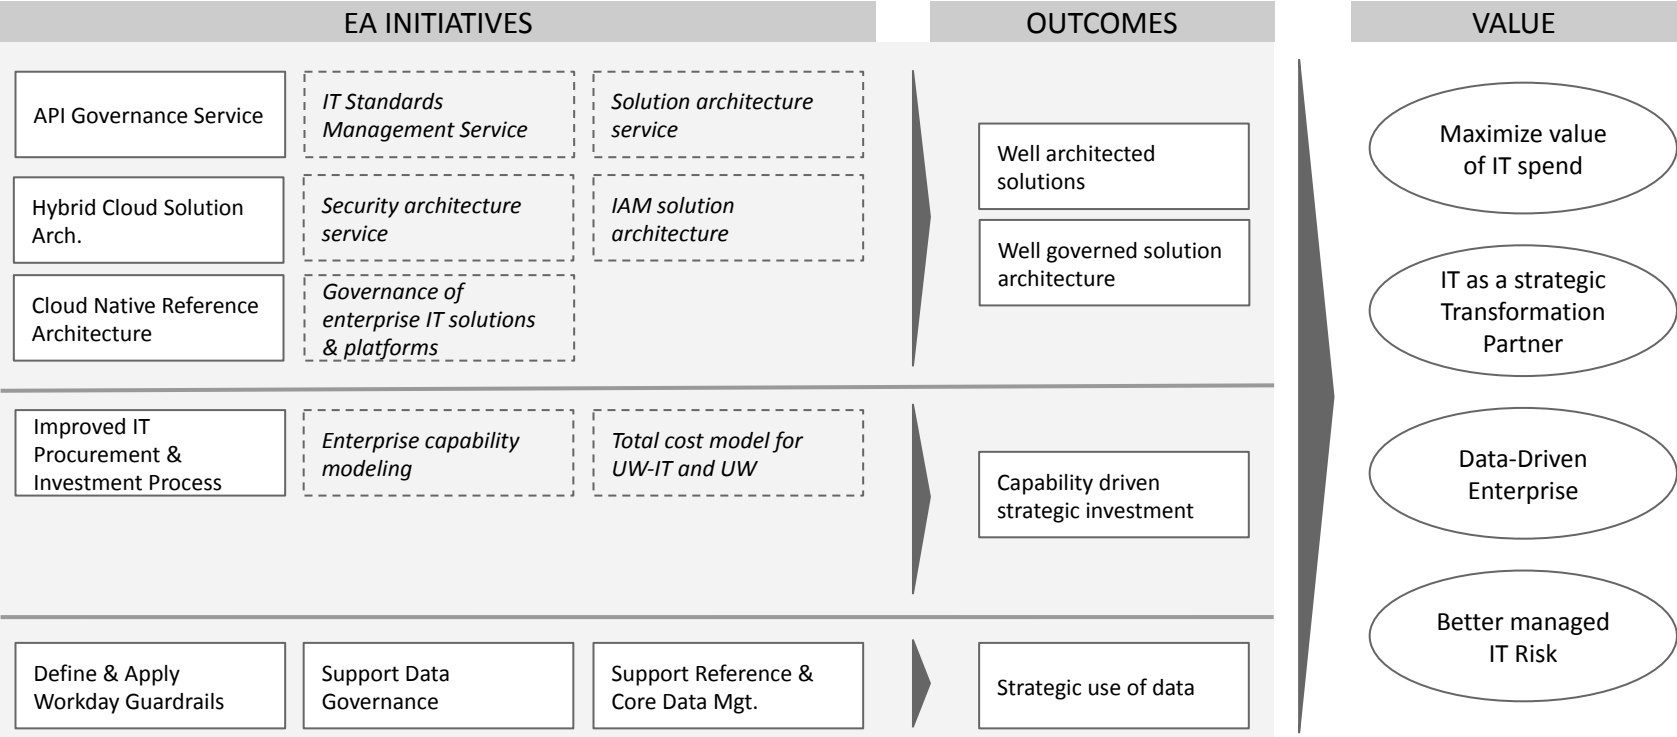 EA INITIATIVES
OUTCOMES
VALUE
API Governance Service
IT Standards
Management Service
Solution architecture
service
Hybrid Cloud Solution
Arch.
Security architecture
service
IAM solution
architecture
Cloud Native Reference
Architecture
Governance of
enterprise IT solutions
& platforms
Well architected
solutions
Well governed solution
architecture
Improved IT
Procurement &
Investment Process
Enterprise capability
modeling
Total cost model for
UW-IT and UW
Capability driven
strategic investment
Define & Apply
Workday Guardrails
Support Data
Governance
Support Reference &
Core Data Mgt.
Strategic use of data
Maximize value
of IT spend
IT as a strategic
Transformation
Partner
Data-Driven
Enterprise
Better managed
IT Risk